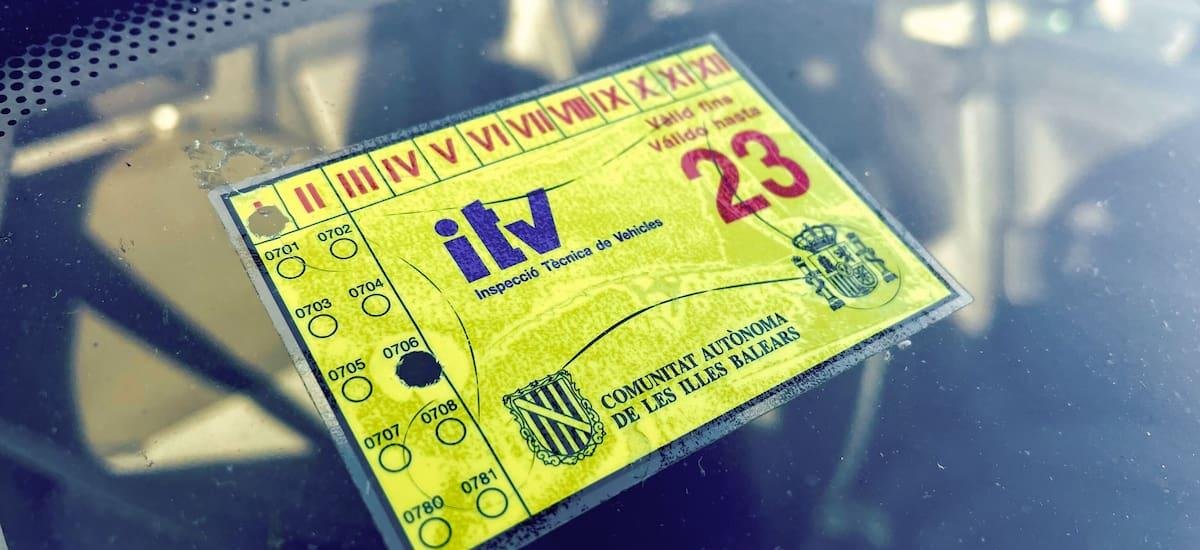 I II III IV V VI VII VIII IX X XI XII
Vàlid fins
Válido hasta
23
itv
Inspecció Tècnica de Vehicles
0701 0702
0703 0704
0705 0706
0707 0708
0780 0781
COMUNITAT AUTÒNOMA
DE LES ILLES BALEARS